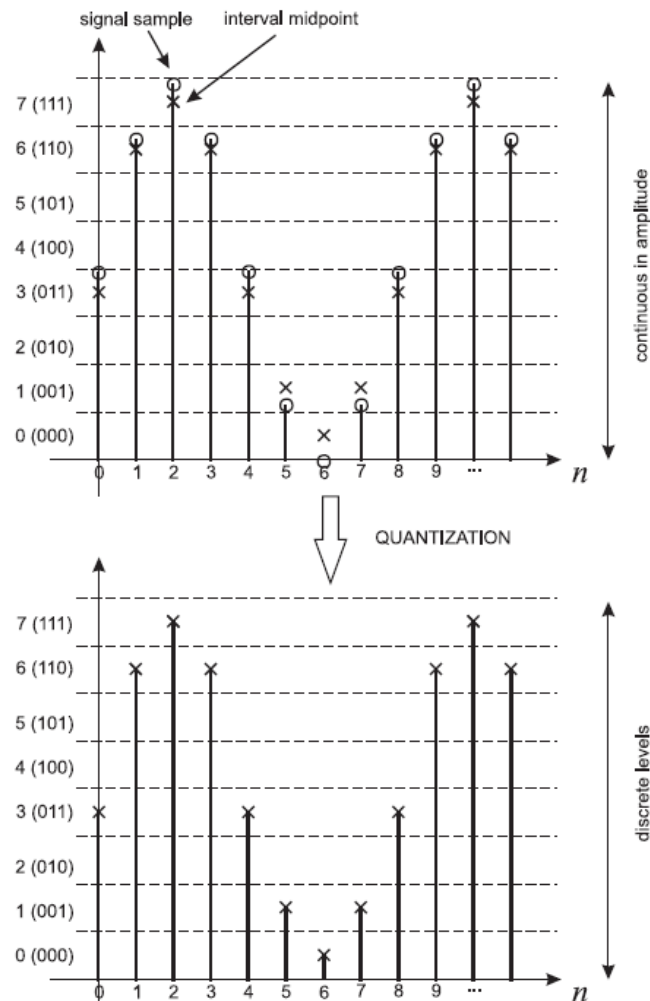 signal sample
interval midpoint
7 (111)
6 (110)
5 (101)
4 (100)
3 (011)
2 (010)
1 (001)
0 (000)
0 1 2 3 4 5 6 7 8 9 ...
n
continuous in amplitude
QUANTIZATION
7 (111)
6 (110)
5 (101)
4 (100)
3 (011)
2 (010)
1 (001)
0 (000)
0 1 2 3 4 5 6 7 8 9 ...
n
discrete levels